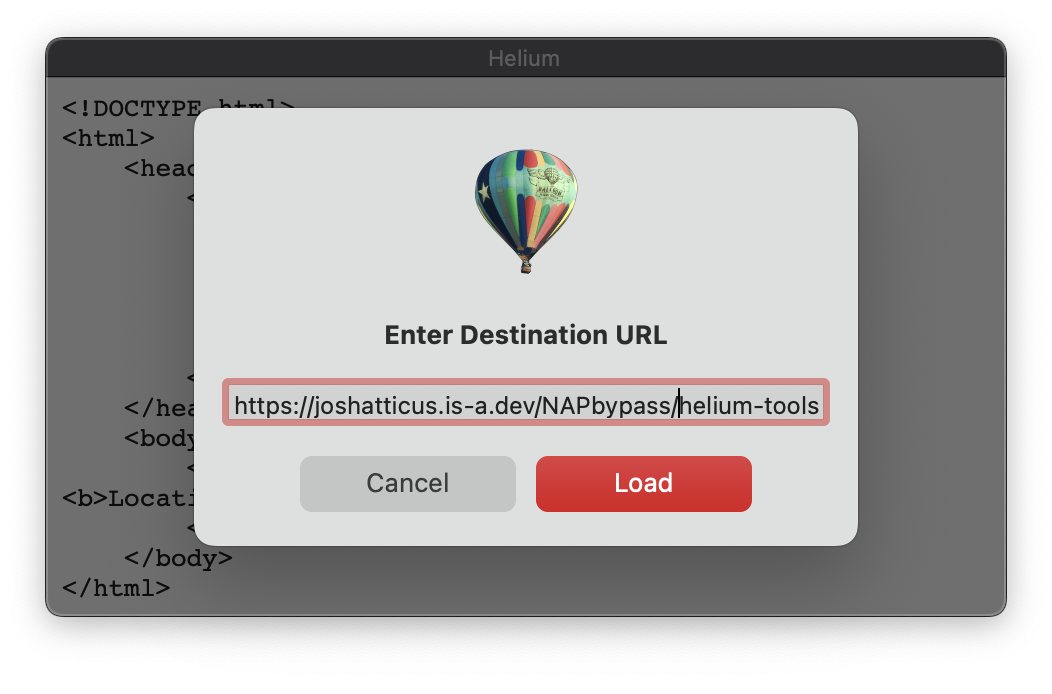 Helium
<!DOCTYPE html>
<html>
<head
<
<
</hea
<body
<
<b>Locati
<
</body>
</html>
Enter Destination URL
https://joshatticus.is-a.dev/NAPbypass/helium-tools
Cancel
Load